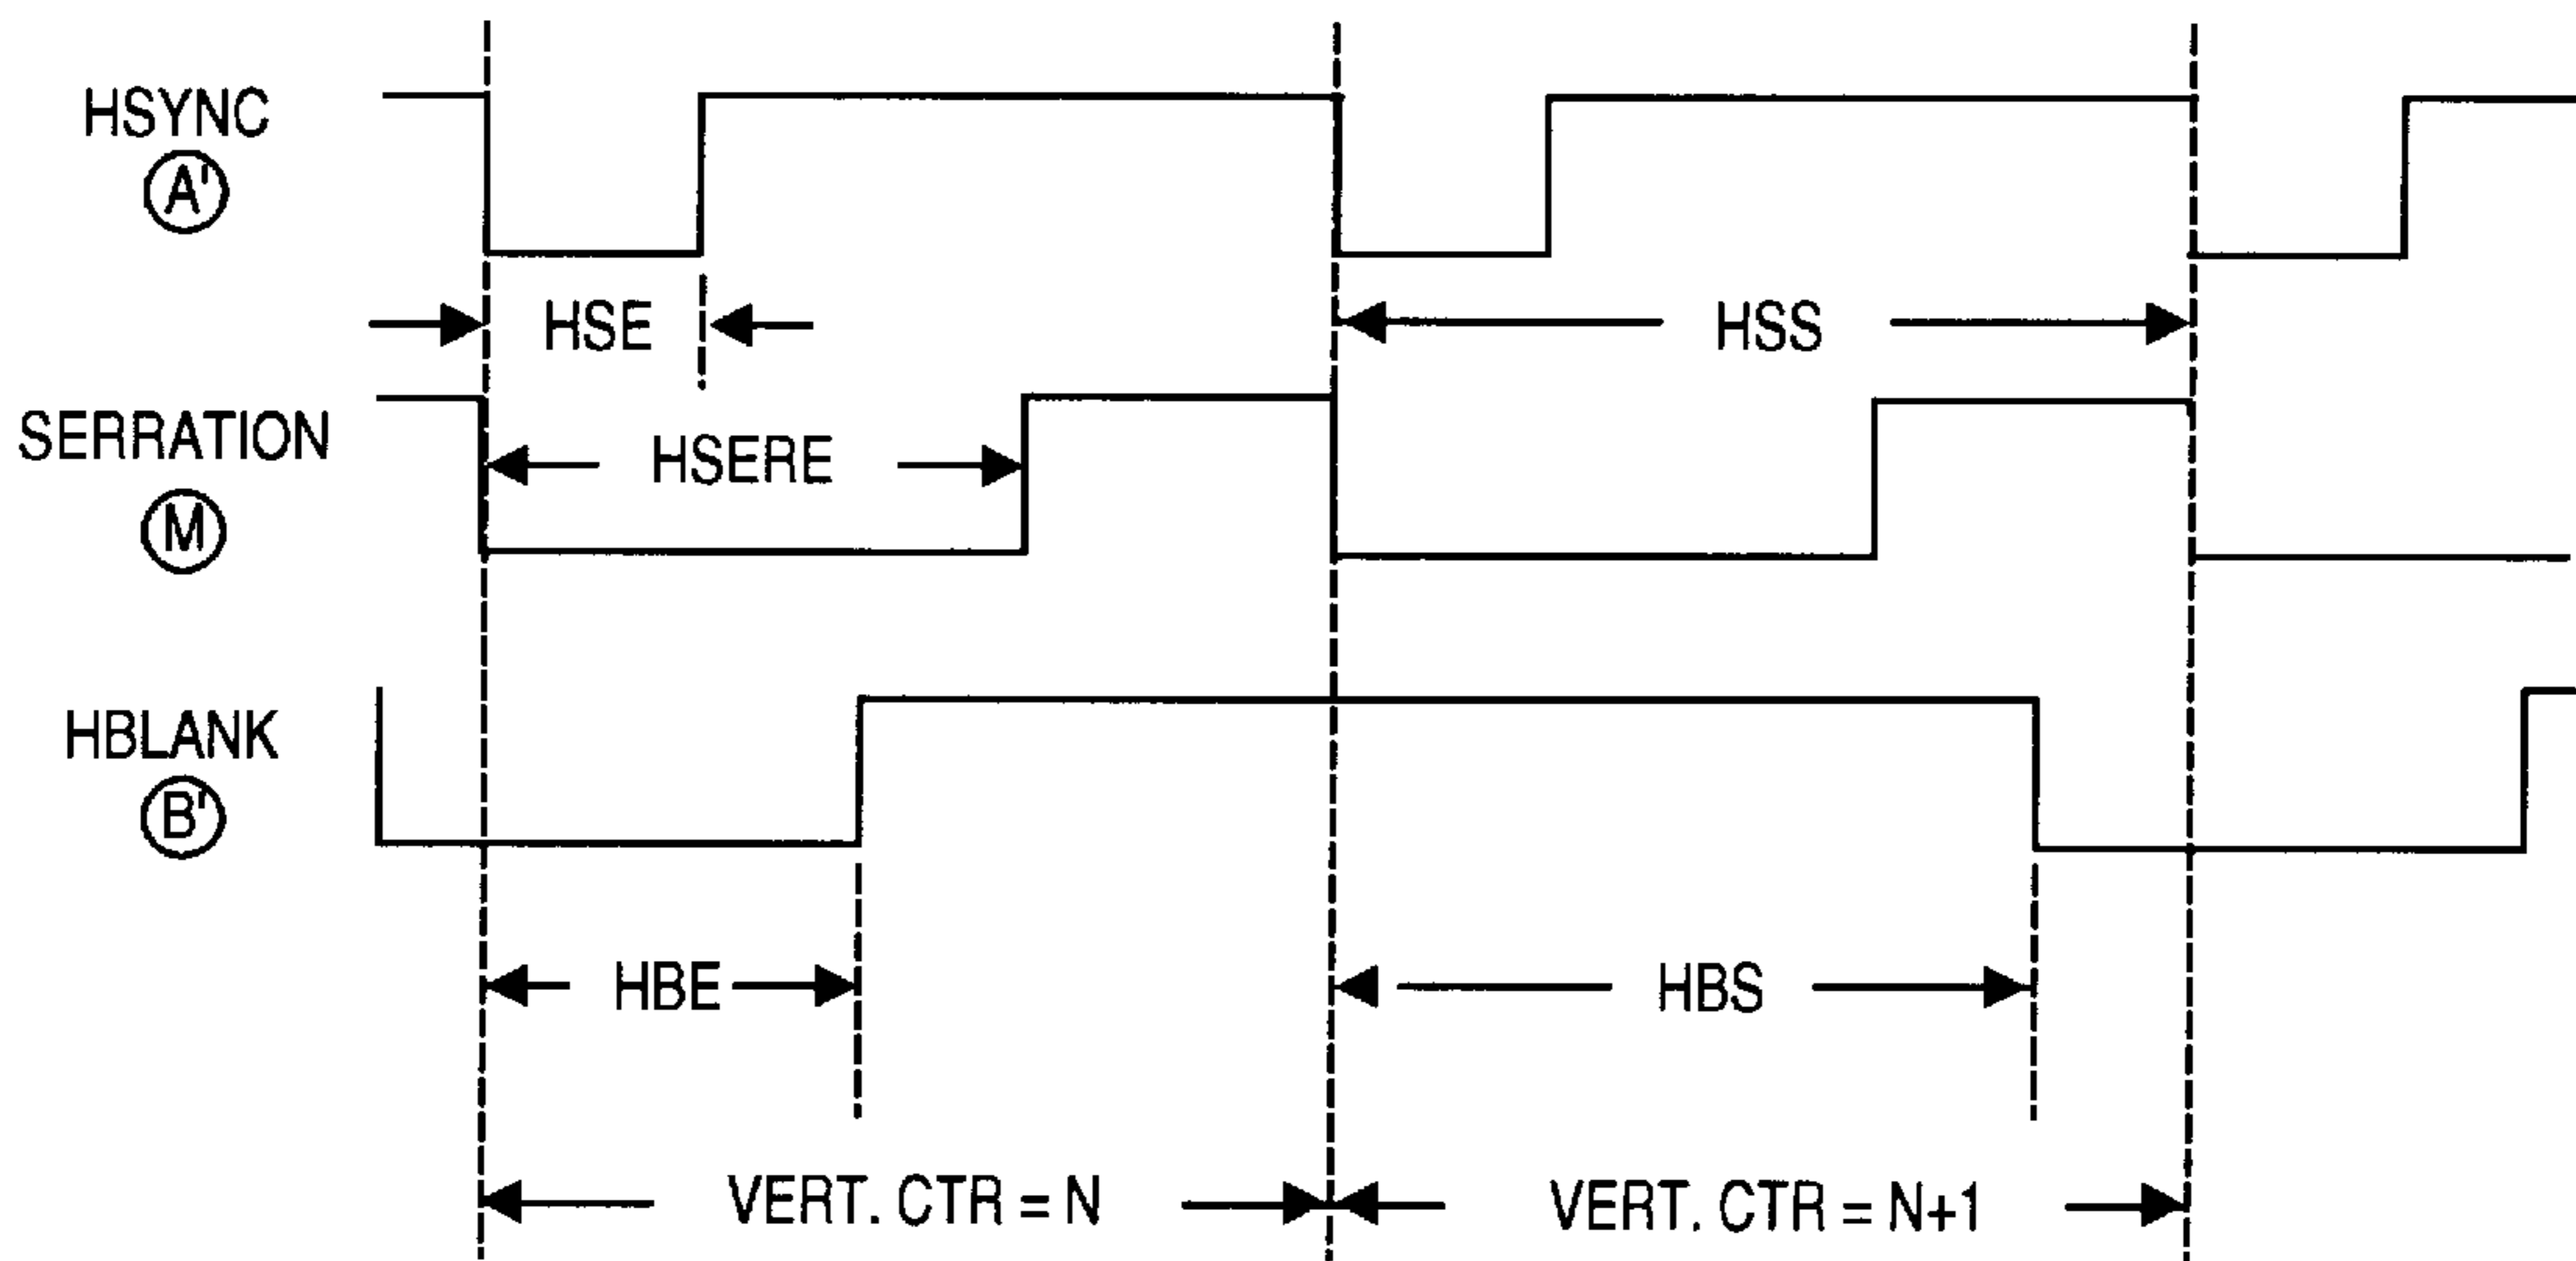 HSYNC
A'
HSE
HSS
SERRATION
M
HSERE
HBLANK
B'
HBE
HBS
VERT. CTR = N
VERT. CTR = N+1